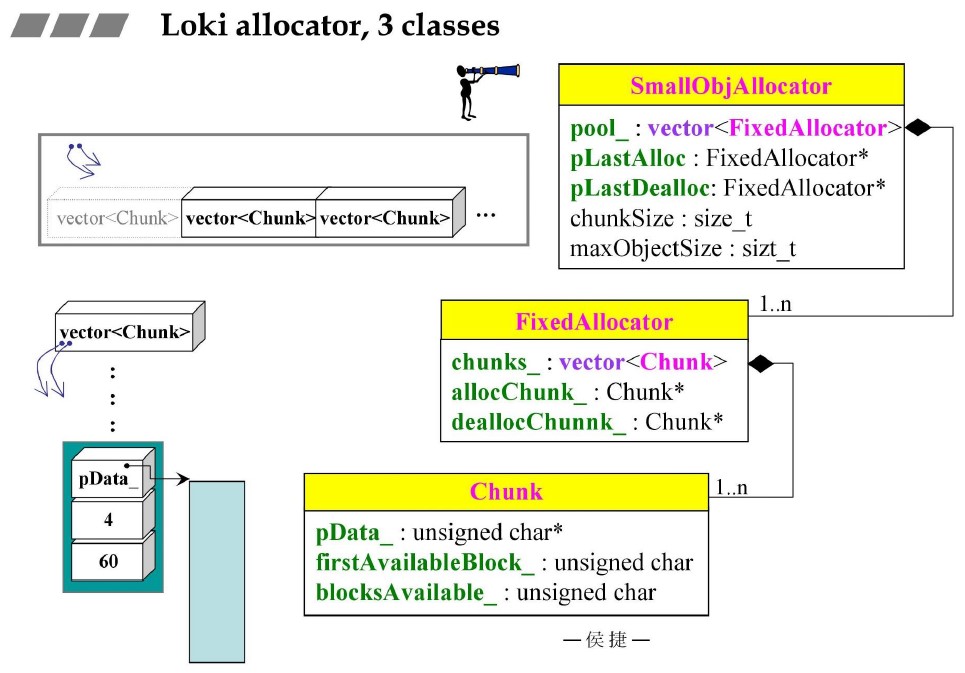 Loki allocator, 3 classes
SmallObjAllocator
pool_ : vector<FixedAllocator>
pLastAlloc : FixedAllocator*
pLastDealloc: FixedAllocator*
chunkSize : size_t
maxObjectSize : sizt_t
vector<Chunk> vector<Chunk> vector<Chunk> ...
1..n
FixedAllocator
chunks_ : vector<Chunk>
allocChunk_ : Chunk*
deallocChunnk_ : Chunk*
vector<Chunk>
pData_
4
60
1..n
Chunk
pData_ : unsigned char*
firstAvailableBlock_ : unsigned char
blocksAvailable_ : unsigned char
—侯捷—